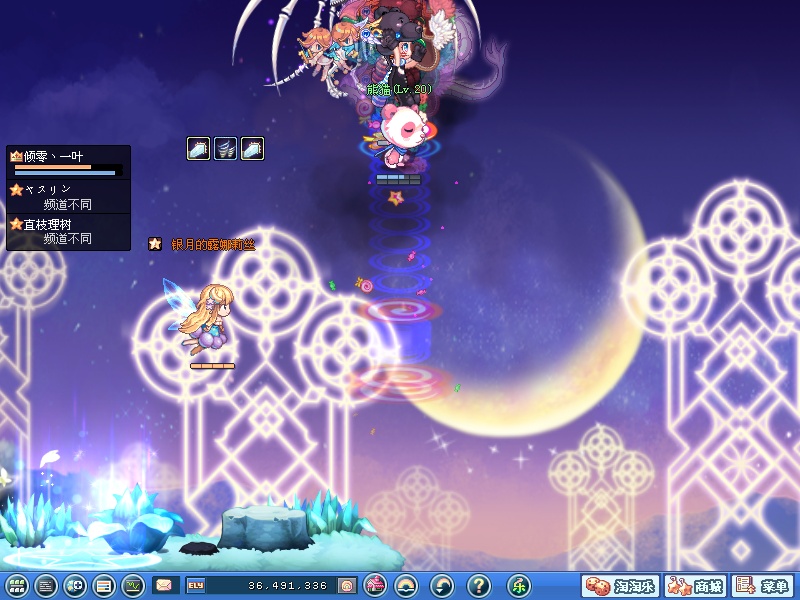 熊猫(Lv.20)
倾零丶一叶
ヤスリン
频道不同
直枝理树
频道不同
银月的露娜莉丝
ELY 36,491,336
? 乐 淘淘乐 商城 菜单